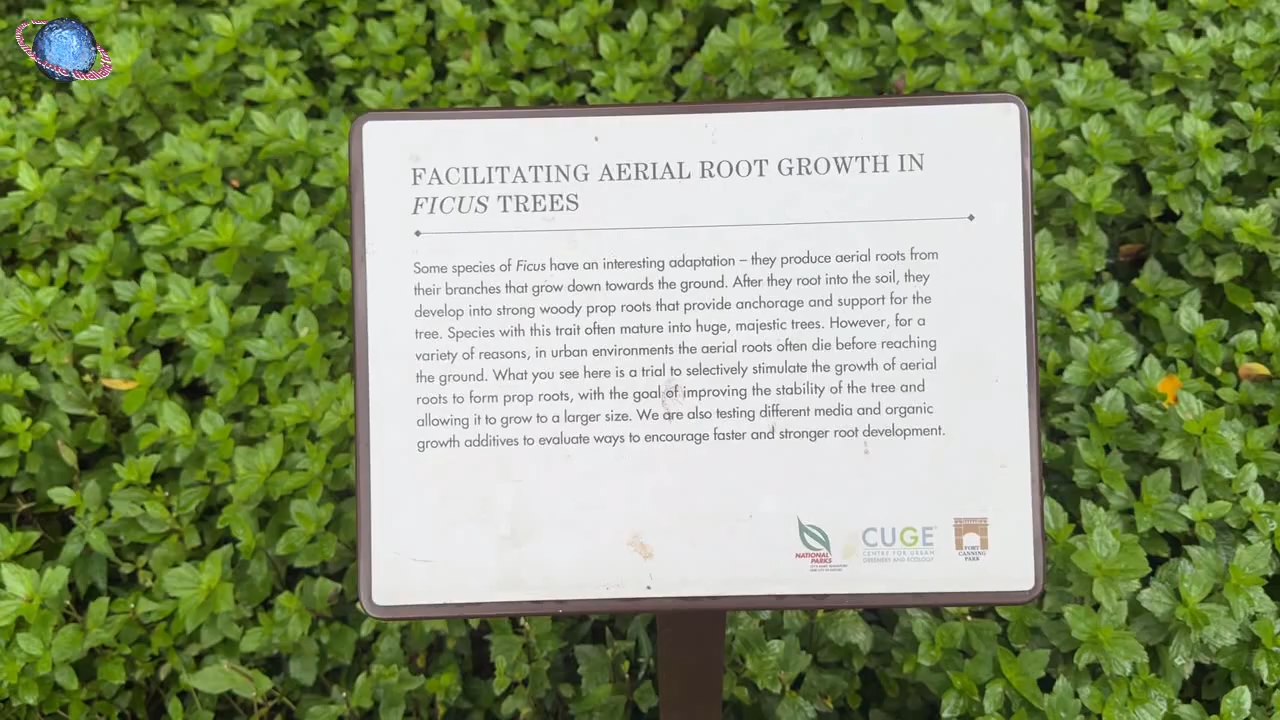 FACILITATING AERIAL ROOT GROWTH IN
FICUS TREES
Some species of Ficus have an interesting adaptation – they produce aerial roots from
their branches that grow down towards the ground. After they root into the soil, they
develop into strong woody prop roots that provide anchorage and support for the
tree. Species with this trait often mature into huge, majestic trees. However, for a
variety of reasons, in urban environments the aerial roots often die before reaching
the ground. What you see here is a trial to selectively stimulate the growth of aerial
roots to form prop roots, with the goal of improving the stability of the tree and
allowing it to grow to a larger size. We are also testing different media and organic
growth additives to evaluate ways to encourage faster and stronger root development.
NATIONAL
PARKS
CUGE
CENTRE FOR URBAN
GREENERY AND ECOLOGY
FORT
CANNING
PARK